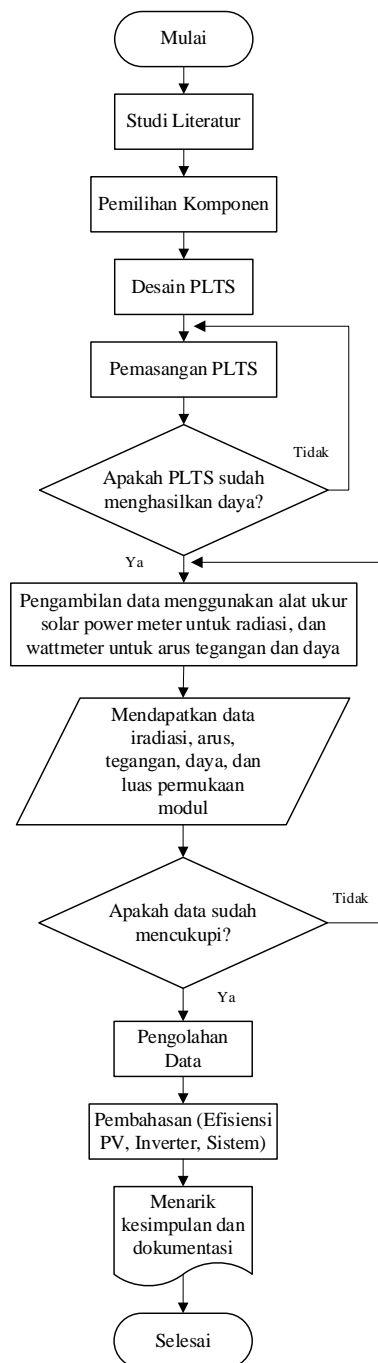 Mulai
Studi Literatur
Pemilihan Komponen
Desain PLTS
Pemasangan PLTS
Tidak
Apakah PLTS sudah
menghasilkan daya?
Ya
Pengambilan data menggunakan alat ukur
solar power meter untuk radiasi, dan
wattmeter untuk arus tegangan dan daya
Mendapatkan data
iradiasi, arus,
tegangan, daya, dan
luas permukaan
modul
Tidak
Apakah data sudah
mencukupi?
Ya
Pengolahan
Data
Pembahasan (Efisiensi
PV, Inverter, Sistem)
Menarik
kesimpulan dan
dokumentasi
Selesai